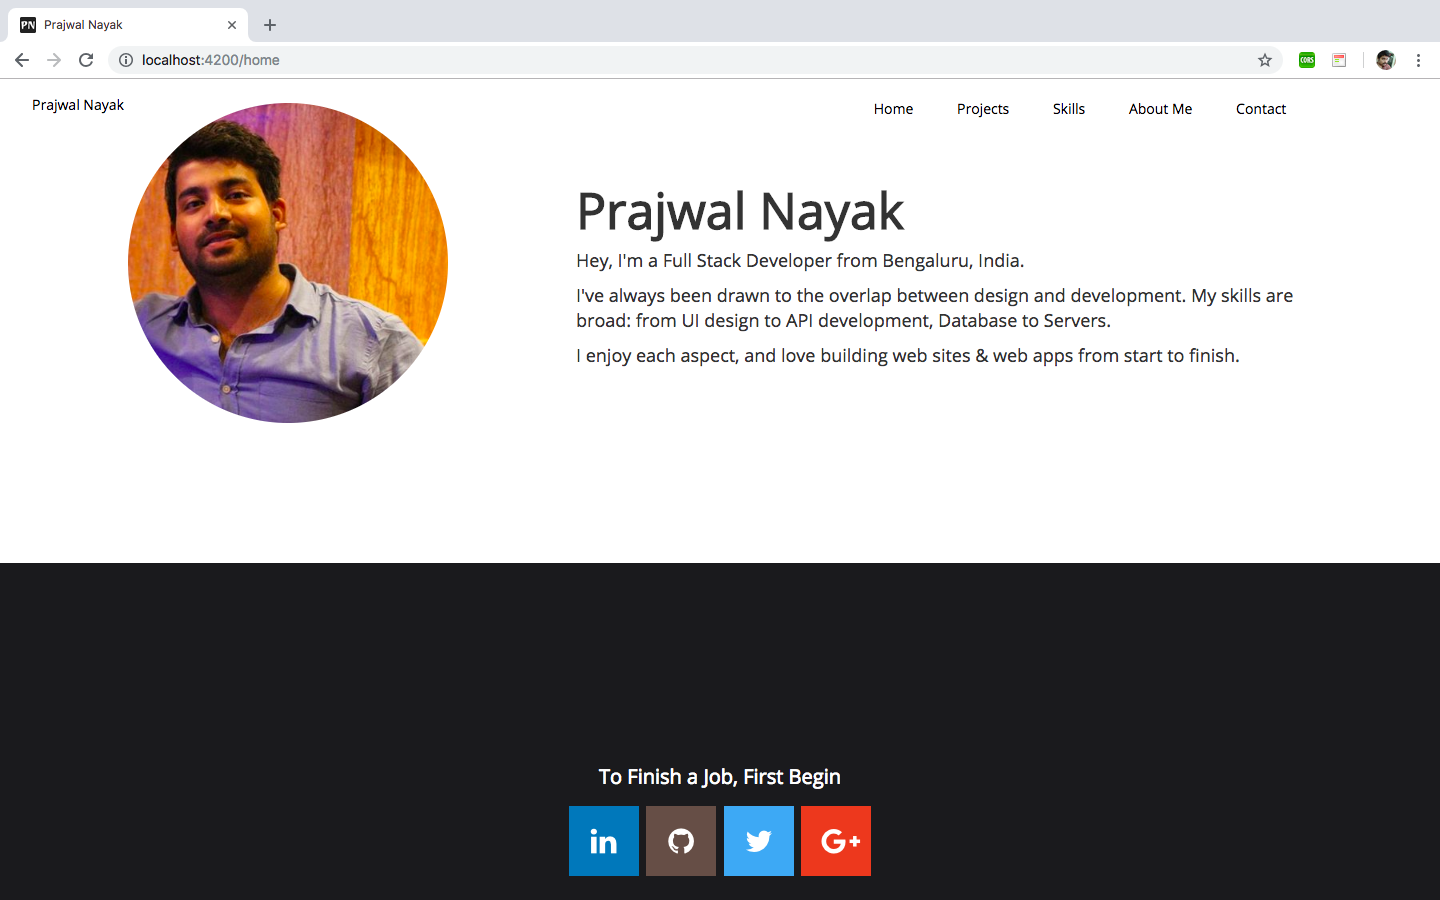 PN Prajwal Nayak
localhost:4200/home
CORS
Prajwal Nayak
Home Projects Skills About Me Contact
Prajwal Nayak
Hey, I'm a Full Stack Developer from Bengaluru, India.
I've always been drawn to the overlap between design and development. My skills are
broad: from UI design to API development, Database to Servers.
I enjoy each aspect, and love building web sites & web apps from start to finish.
To Finish a Job, First Begin
in
G+